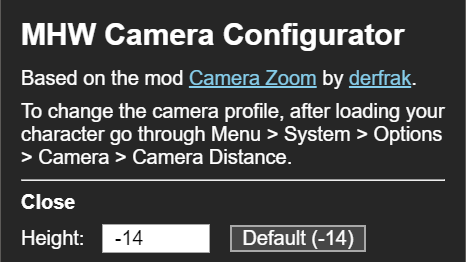 MHW Camera Configurator
Based on the mod Camera Zoom by derfrak.
To change the camera profile, after loading your
character go through Menu > System > Options
> Camera > Camera Distance.
Close
Height: -14 Default (-14)